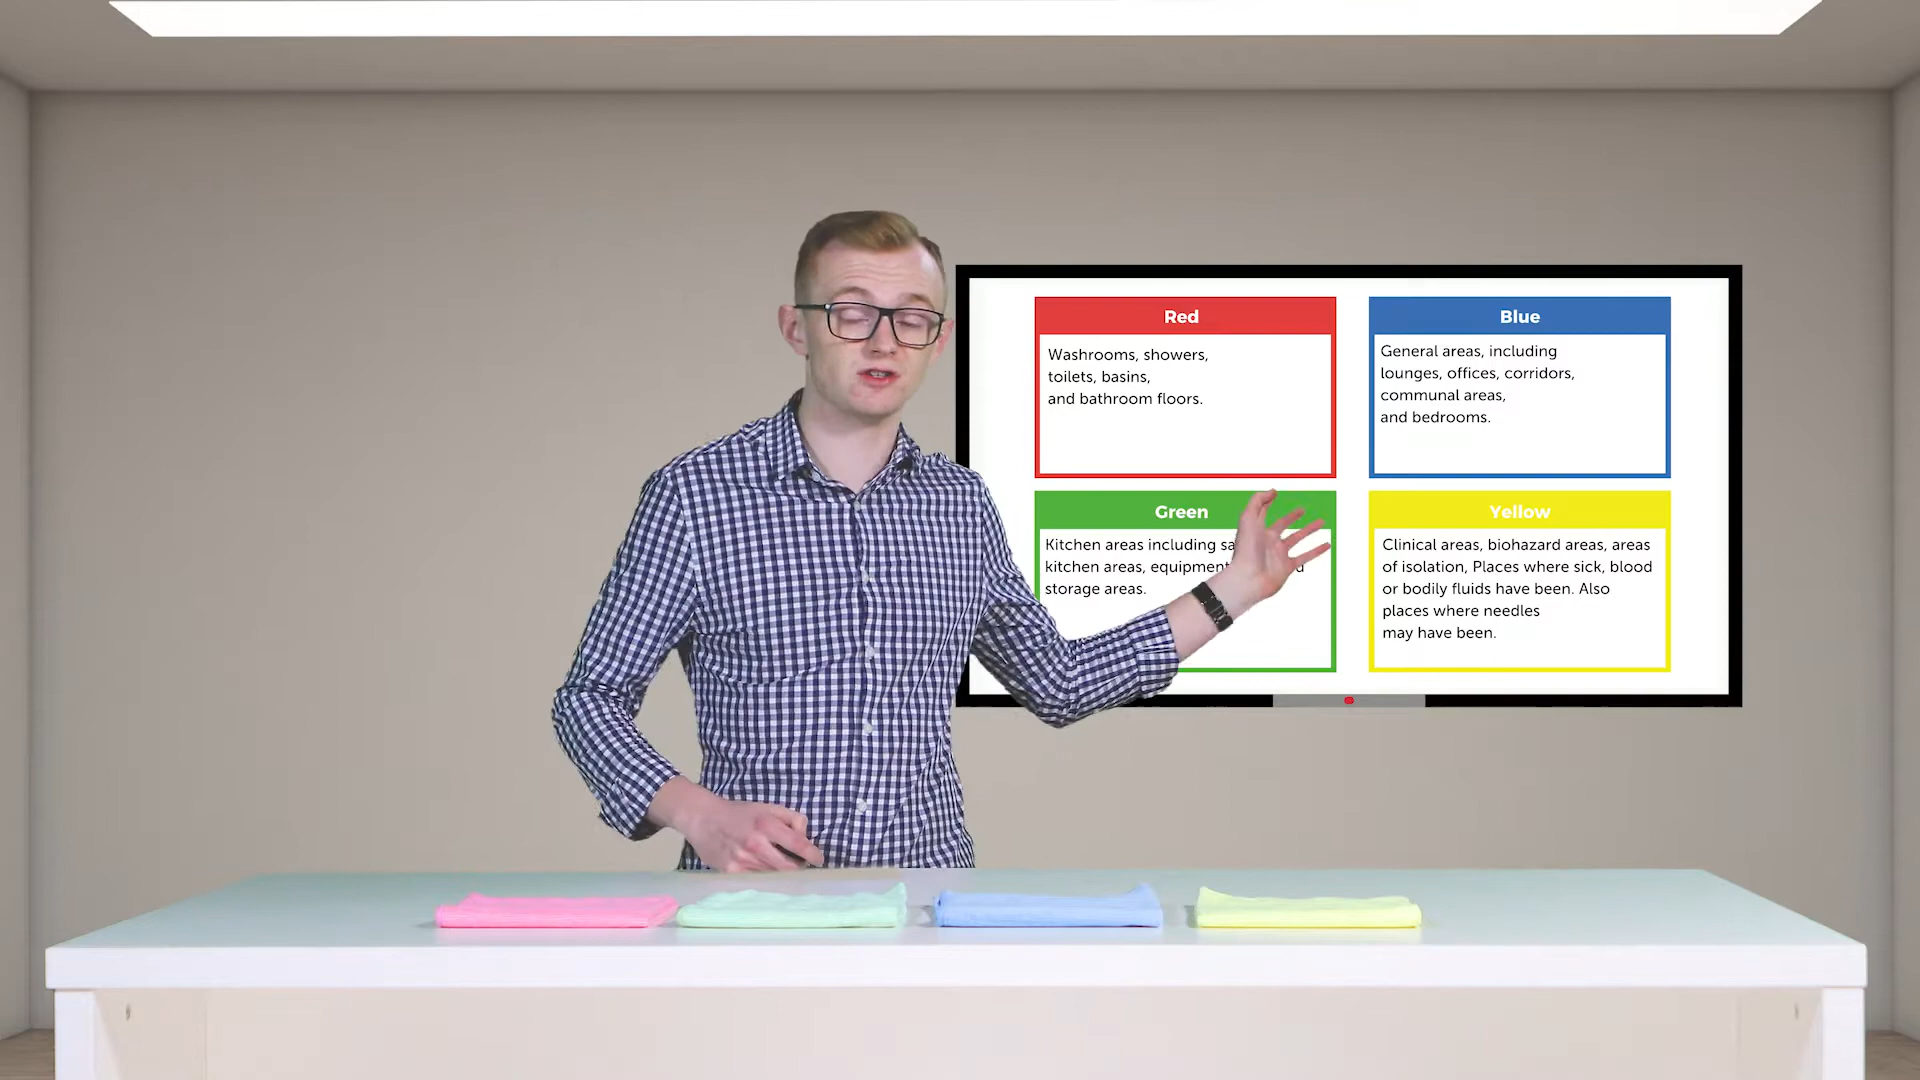 Red
Washrooms, showers,
toilets, basins,
and bathroom floors.
Blue
General areas, including
lounges, offices, corridors,
communal areas,
and bedrooms.
Green
Kitchen areas including
kitchen areas, equipment
storage areas.
Yellow
Clinical areas, biohazard areas, areas
of isolation, Places where sick, blood
or bodily fluids have been. Also
places where needles
may have been.